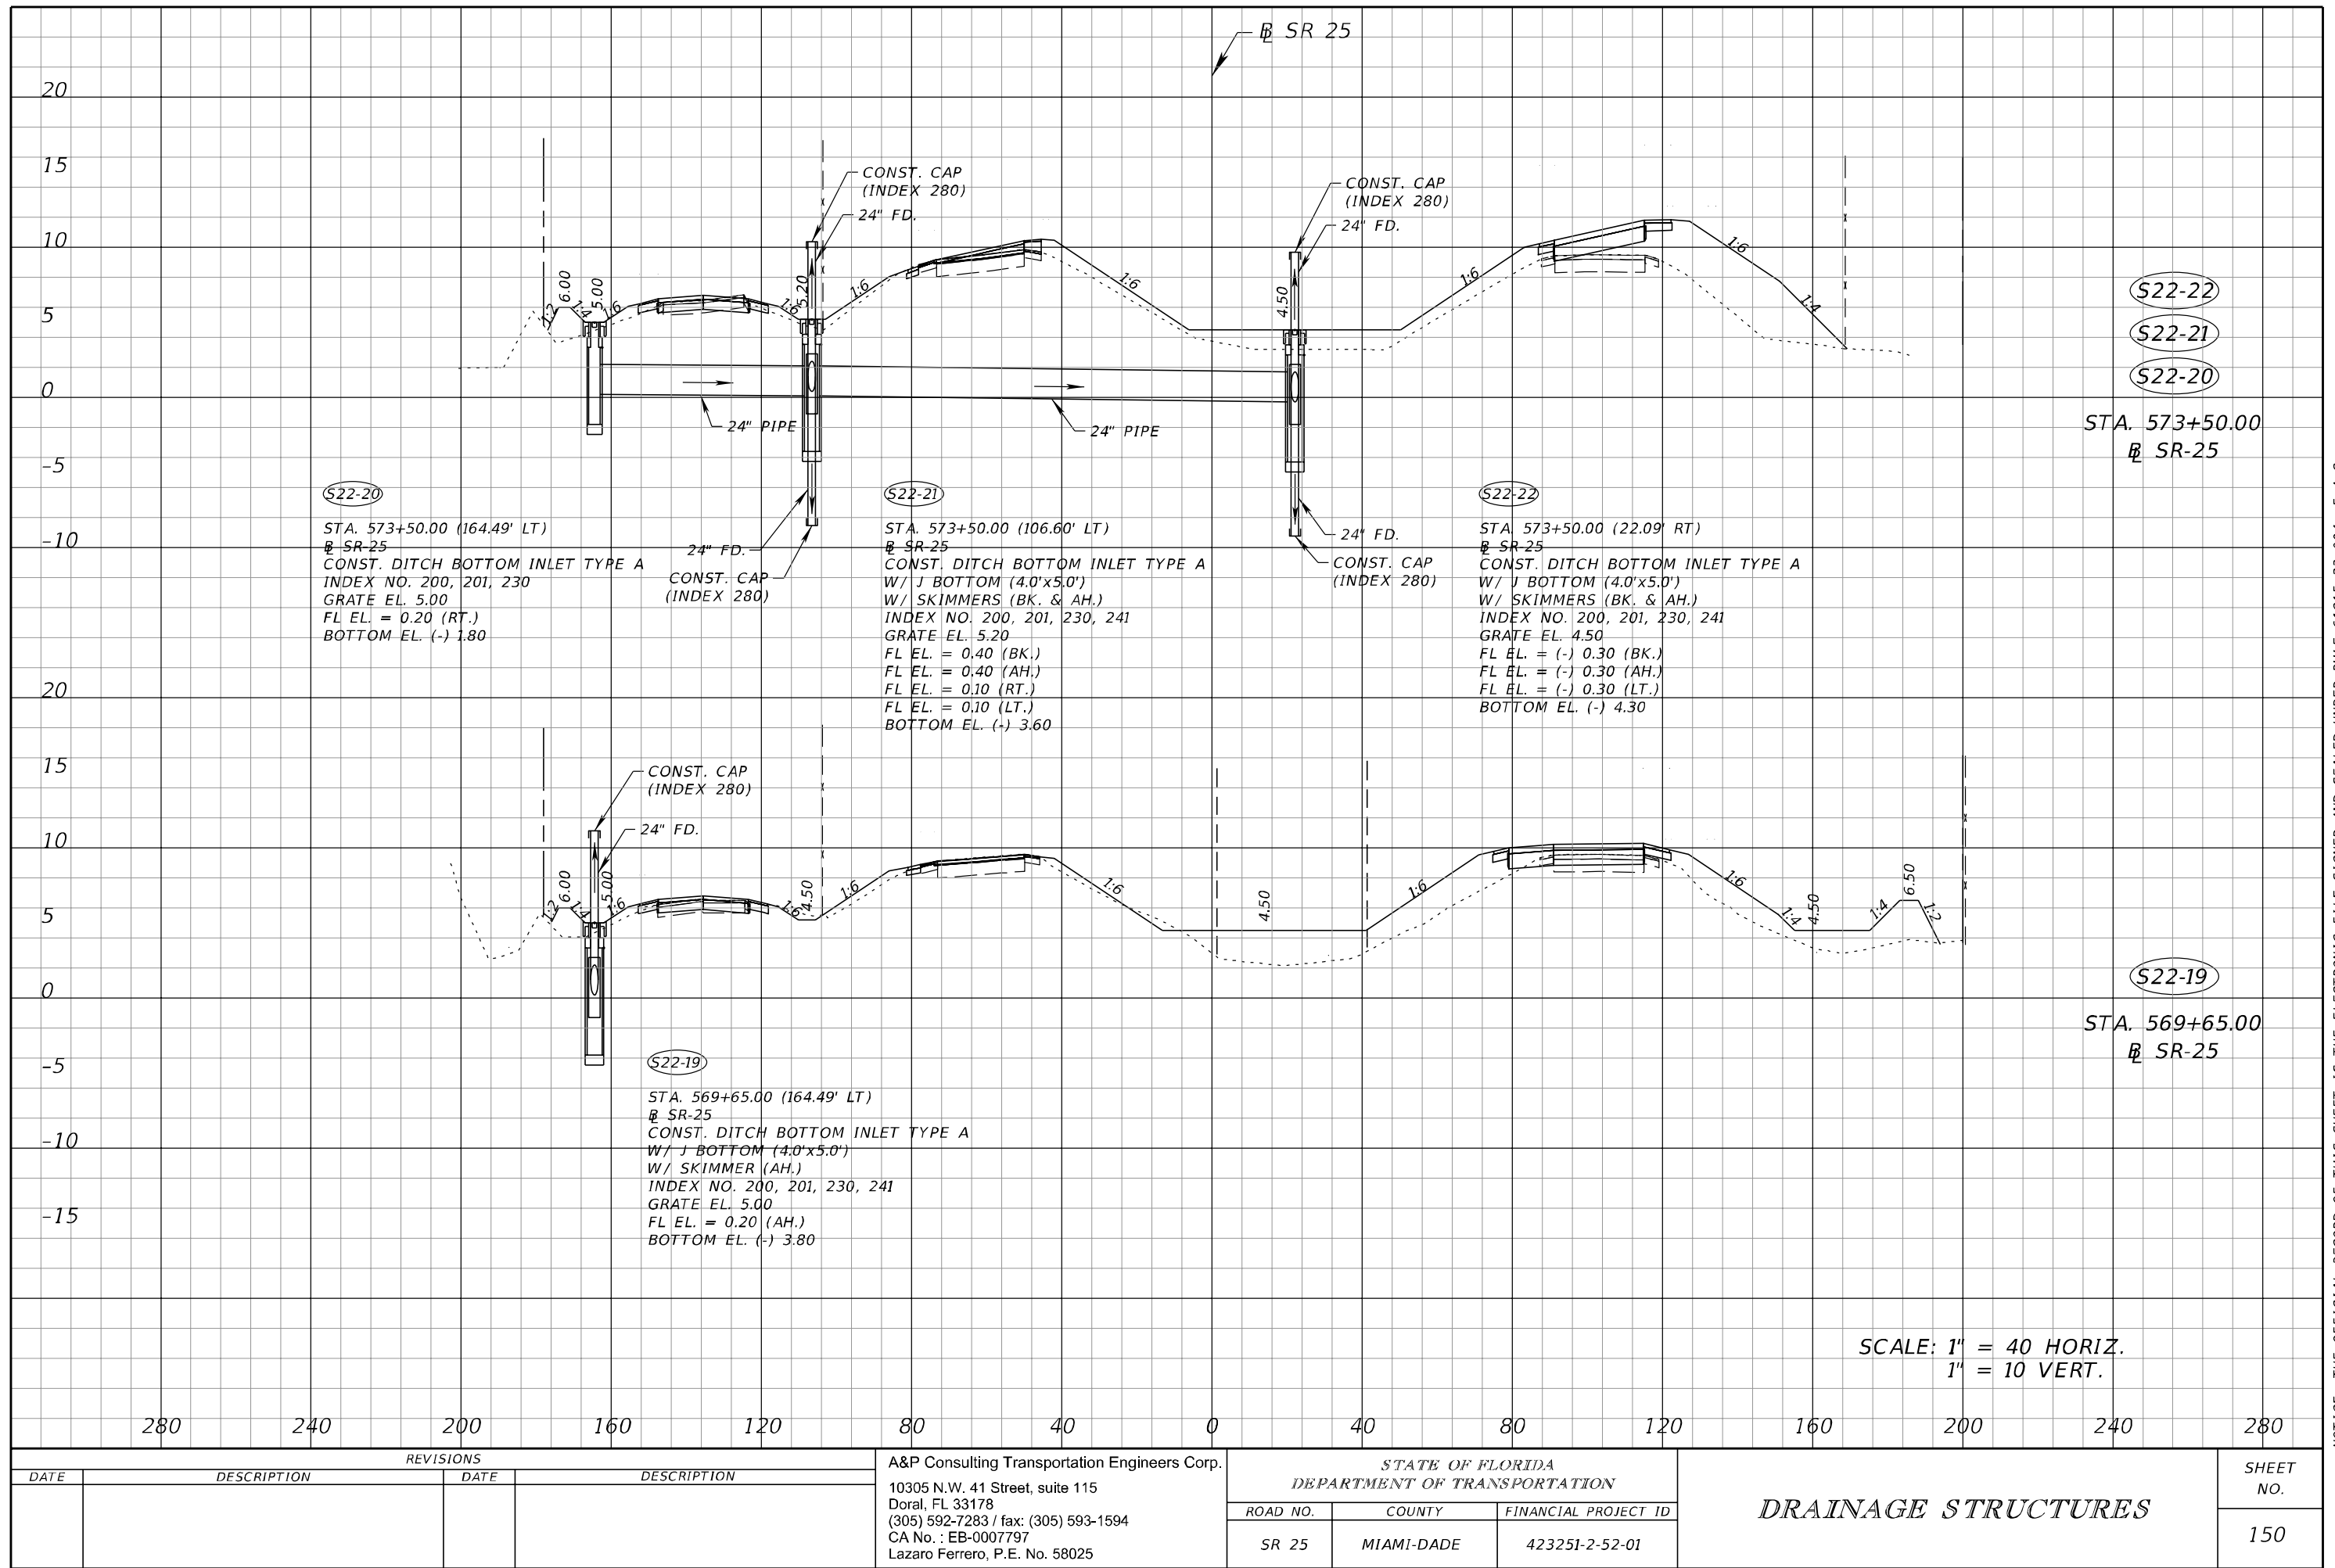 ℄ SR 25
20
15
10
5
0
-5
-10
CONST. CAP
(INDEX 280)
24" FD.
CONST. CAP
(INDEX 280)
24" FD.
1:2
6.00
1:4
5.00
1:6
1:6
5.20
1:6
1:6
4.50
1:6
1:6
1:4
24" PIPE
24" PIPE
S22-22
S22-21
S22-20
STA. 573+50.00
℄ SR-25
24" FD.
CONST. CAP
(INDEX 280)
24" FD.
CONST. CAP
(INDEX 280)
S22-20
STA. 573+50.00 (164.49' LT)
℄ SR-25
CONST. DITCH BOTTOM INLET TYPE A
INDEX NO. 200, 201, 230
GRATE EL. 5.00
FL EL. = 0.20 (RT.)
BOTTOM EL. (-) 1.80
S22-21
STA. 573+50.00 (106.60' LT)
℄ SR-25
CONST. DITCH BOTTOM INLET TYPE A
W/ J BOTTOM (4.0'x5.0')
W/ SKIMMERS (BK. & AH.)
INDEX NO. 200, 201, 230, 241
GRATE EL. 5.20
FL EL. = 0.40 (BK.)
FL EL. = 0.40 (AH.)
FL EL. = 0.10 (RT.)
FL EL. = 0.10 (LT.)
BOTTOM EL. (-) 3.60
S22-22
STA. 573+50.00 (22.09' RT)
℄ SR-25
CONST. DITCH BOTTOM INLET TYPE A
W/ J BOTTOM (4.0'x5.0')
W/ SKIMMERS (BK. & AH.)
INDEX NO. 200, 201, 230, 241
GRATE EL. 4.50
FL EL. = (-) 0.30 (BK.)
FL EL. = (-) 0.30 (AH.)
FL EL. = (-) 0.30 (LT.)
BOTTOM EL. (-) 4.30
20
15
10
5
0
-5
-10
-15
CONST. CAP
(INDEX 280)
24" FD.
1:2
6.00
1:4
5.00
1:6
1:6
4.50
1:6
1:6
4.50
1:6
1:6
1:4
4.50
1:4
6.50
1:2
S22-19
STA. 569+65.00
℄ SR-25
S22-19
STA. 569+65.00 (164.49' LT)
℄ SR-25
CONST. DITCH BOTTOM INLET TYPE A
W/ J BOTTOM (4.0'x5.0')
W/ SKIMMER (AH.)
INDEX NO. 200, 201, 230, 241
GRATE EL. 5.00
FL EL. = 0.20 (AH.)
BOTTOM EL. (-) 3.80
SCALE: 1" = 40 HORIZ.
1" = 10 VERT.
280 240 200 160 120 80 40 0 40 80 120 160 200 240 280
REVISIONS
DATE DESCRIPTION DATE DESCRIPTION
A&P Consulting Transportation Engineers Corp.
10305 N.W. 41 Street, suite 115
Doral, FL 33178
(305) 592-7283 / fax: (305) 593-1594
CA No. : EB-0007797
Lazaro Ferrero, P.E. No. 58025
STATE OF FLORIDA
DEPARTMENT OF TRANSPORTATION
ROAD NO. COUNTY FINANCIAL PROJECT ID
SR 25 MIAMI-DADE 423251-2-52-01
DRAINAGE STRUCTURES
SHEET
NO.
150